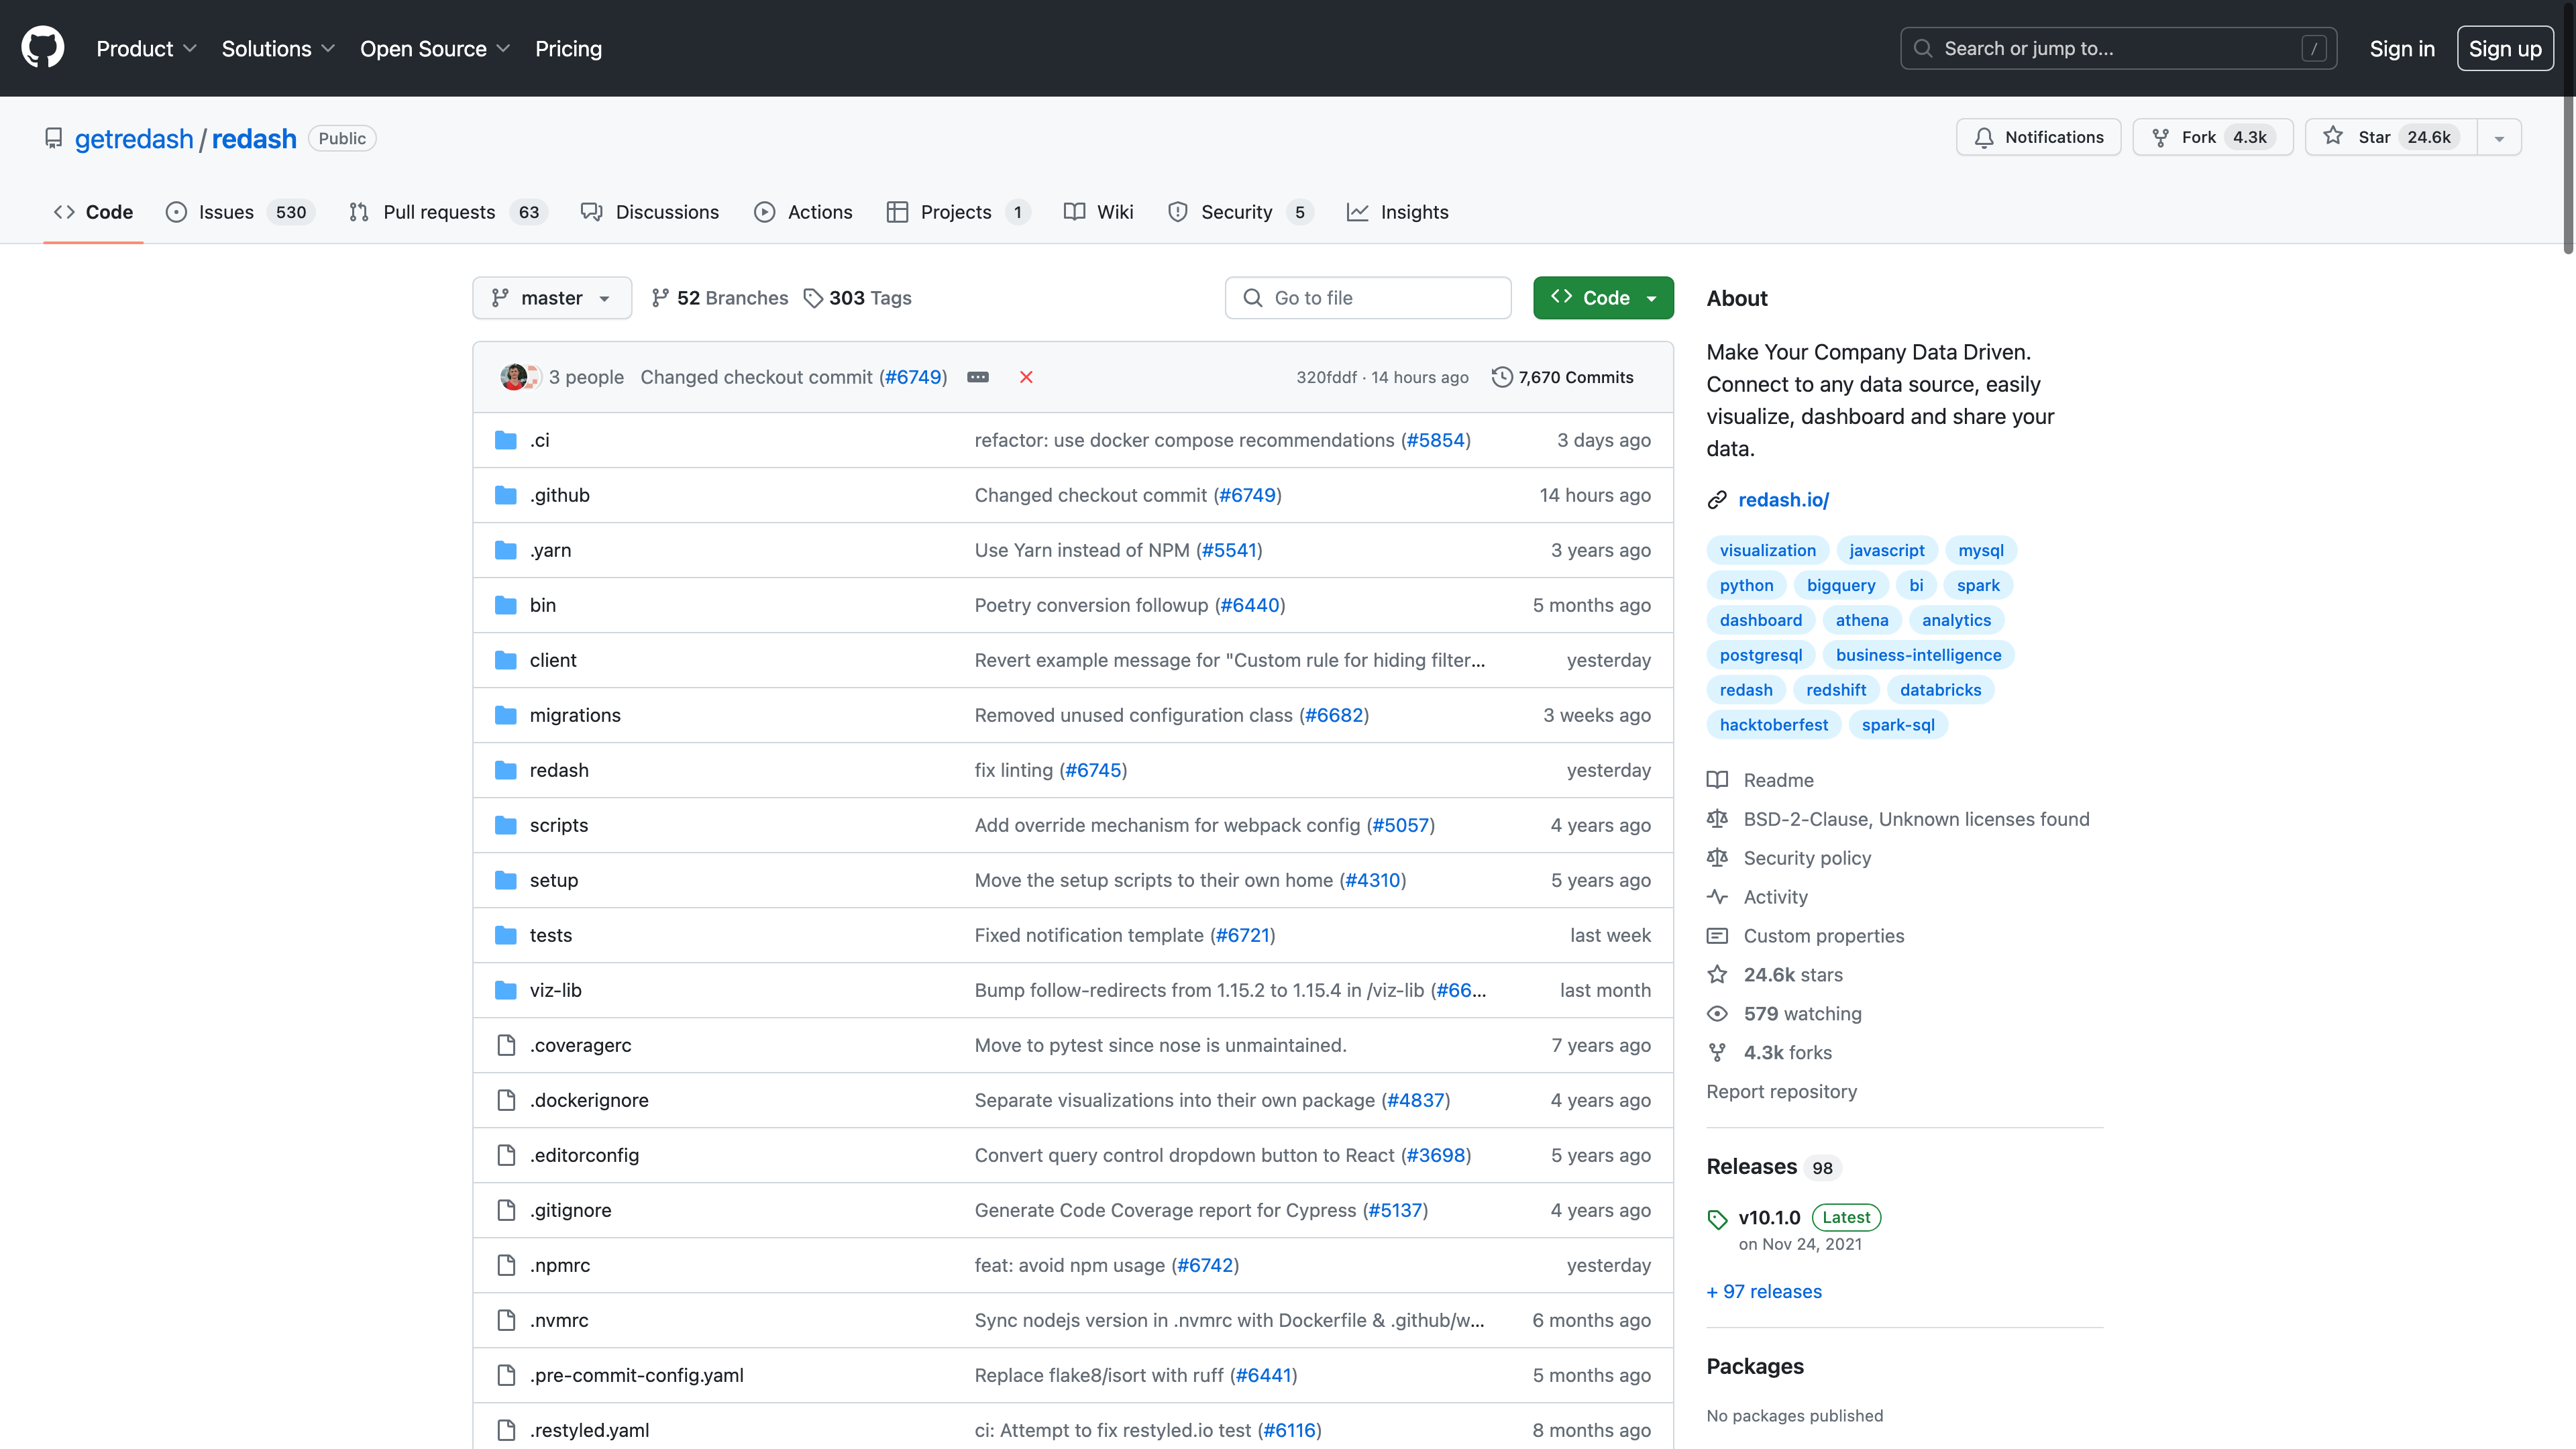 Product Solutions Open Source Pricing Search or jump to... / Sign in Sign up
getredash / redash Public Notifications Fork 4.3k Star 24.6k
Code Issues 530 Pull requests 63 Discussions Actions Projects 1 Wiki Security 5 Insights
master 52 Branches 303 Tags Go to file Code
3 people Changed checkout commit (#6749) 320fddf · 14 hours ago 7,670 Commits
.ci refactor: use docker compose recommendations (#5854) 3 days ago
.github Changed checkout commit (#6749) 14 hours ago
.yarn Use Yarn instead of NPM (#5541) 3 years ago
bin Poetry conversion followup (#6440) 5 months ago
client Revert example message for "Custom rule for hiding filter... yesterday
migrations Removed unused configuration class (#6682) 3 weeks ago
redash fix linting (#6745) yesterday
scripts Add override mechanism for webpack config (#5057) 4 years ago
setup Move the setup scripts to their own home (#4310) 5 years ago
tests Fixed notification template (#6721) last week
viz-lib Bump follow-redirects from 1.15.2 to 1.15.4 in /viz-lib (#66... last month
.coveragerc Move to pytest since nose is unmaintained. 7 years ago
.dockerignore Separate visualizations into their own package (#4837) 4 years ago
.editorconfig Convert query control dropdown button to React (#3698) 5 years ago
.gitignore Generate Code Coverage report for Cypress (#5137) 4 years ago
.npmrc feat: avoid npm usage (#6742) yesterday
.nvmrc Sync nodejs version in .nvmrc with Dockerfile & .github/w... 6 months ago
.pre-commit-config.yaml Replace flake8/isort with ruff (#6441) 5 months ago
.restyled.yaml ci: Attempt to fix restyled.io test (#6116) 8 months ago
About
Make Your Company Data Driven.
Connect to any data source, easily
visualize, dashboard and share your
data.
redash.io/
visualization javascript mysql
python bigquery bi spark
dashboard athena analytics
postgresql business-intelligence
redash redshift databricks
hacktoberfest spark-sql
Readme
BSD-2-Clause, Unknown licenses found
Security policy
Activity
Custom properties
24.6k stars
579 watching
4.3k forks
Report repository
Releases 98
v10.1.0 Latest
on Nov 24, 2021
+ 97 releases
Packages
No packages published